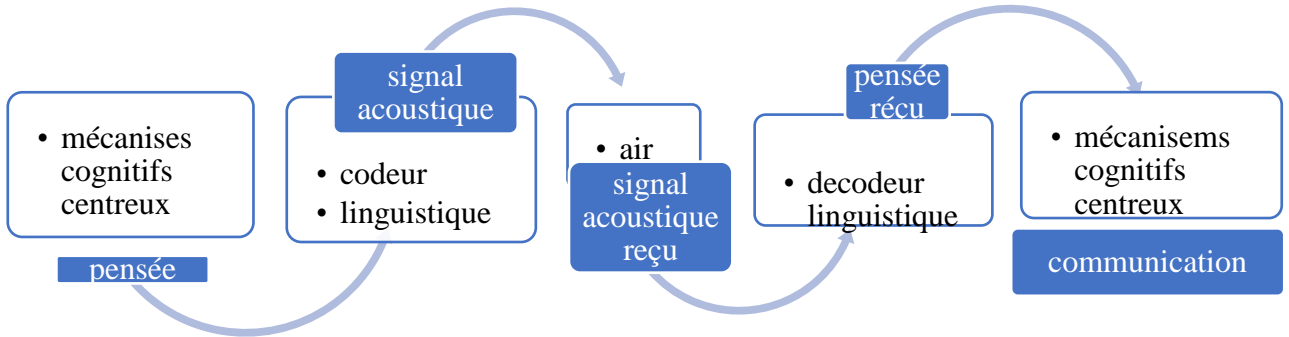 • mécanises
cognitifs
centreux
pensée
signal
acoustique
• codeur
• linguistique
• air
signal
acoustique
reçu
pensée
réçu
• decodeur
linguistique
• mécanisems
cognitifs
centreux
communication